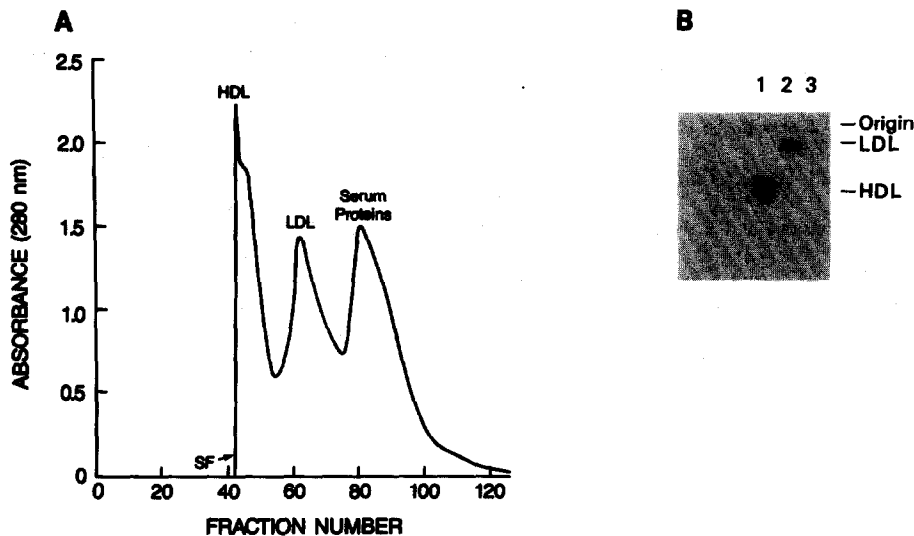 A
ABSORBANCE (280 nm)
2.5
2.0
1.5
1.0
0.5
0
HDL
LDL
Serum
Proteins
SF
0 20 40 60 80 100 120
FRACTION NUMBER
B
1 2 3
Origin
LDL
HDL